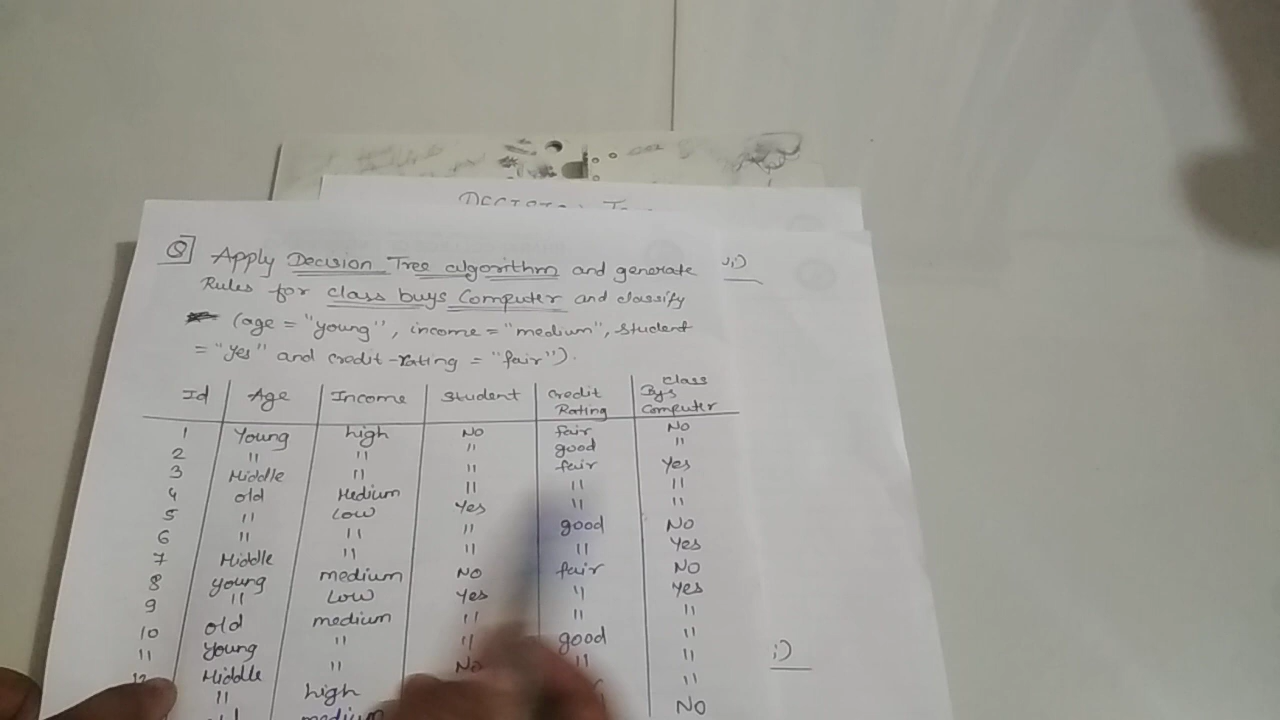 Q] Apply Decision Tree algorithm and generate
Rules for class buys Computer and classify
(age = "young", income = "medium", student
= "Yes" and credit-rating = "fair").
Id Age Income Student Credit Rating Class Buys Computer
1 Young high No fair No
2 " " " good "
3 Middle " " fair Yes
4 old Medium " " "
5 " Low Yes " "
6 " " " good No
7 Middle " " " Yes
8 young medium No fair No
9 " Low Yes " Yes
10 old medium " " "
11 Young " " good "
12 Middle " No " "
" high "
medium No
i)